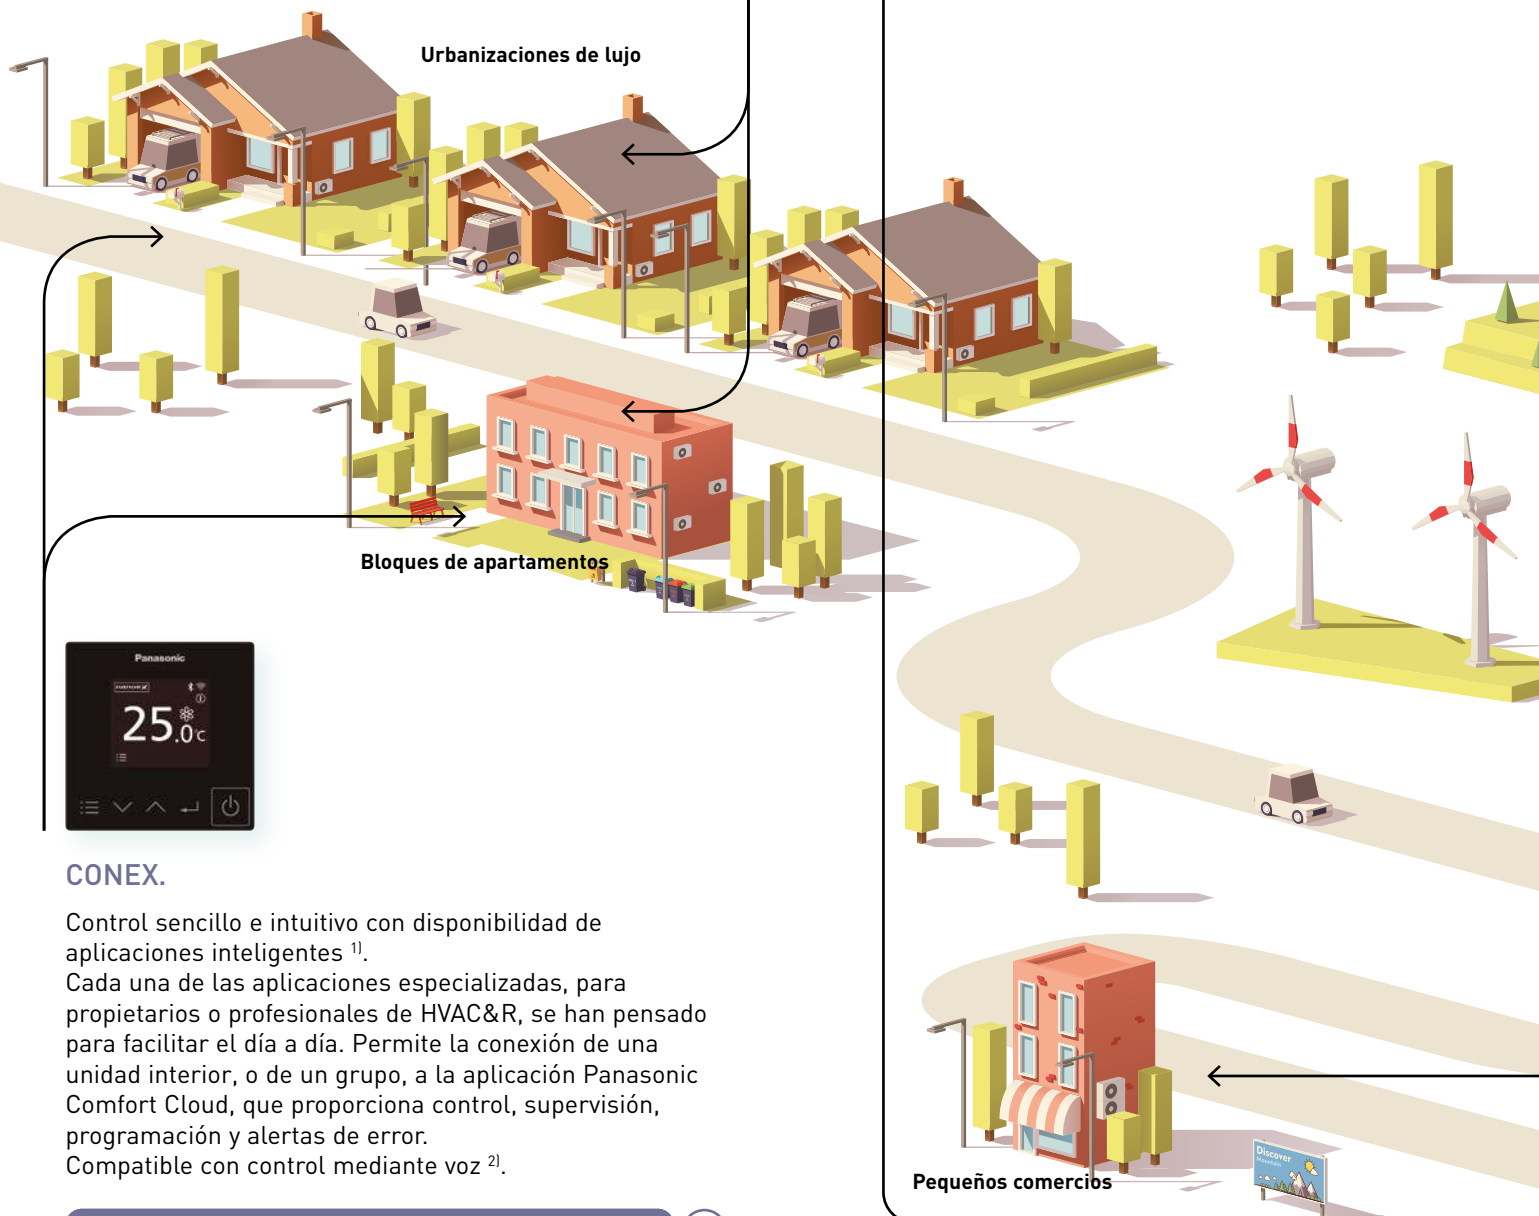 Urbanizaciones de lujo
Bloques de apartamentos
Panasonic
25.0°C
CONEX.
Control sencillo e intuitivo con disponibilidad de
aplicaciones inteligentes 1).
Cada una de las aplicaciones especializadas, para
propietarios o profesionales de HVAC&R, se han pensado
para facilitar el día a día. Permite la conexión de una
unidad interior, o de un grupo, a la aplicación Panasonic
Comfort Cloud, que proporciona control, supervisión,
programación y alertas de error.
Compatible con control mediante voz 2).
Discover
Mountain
Pequeños comercios